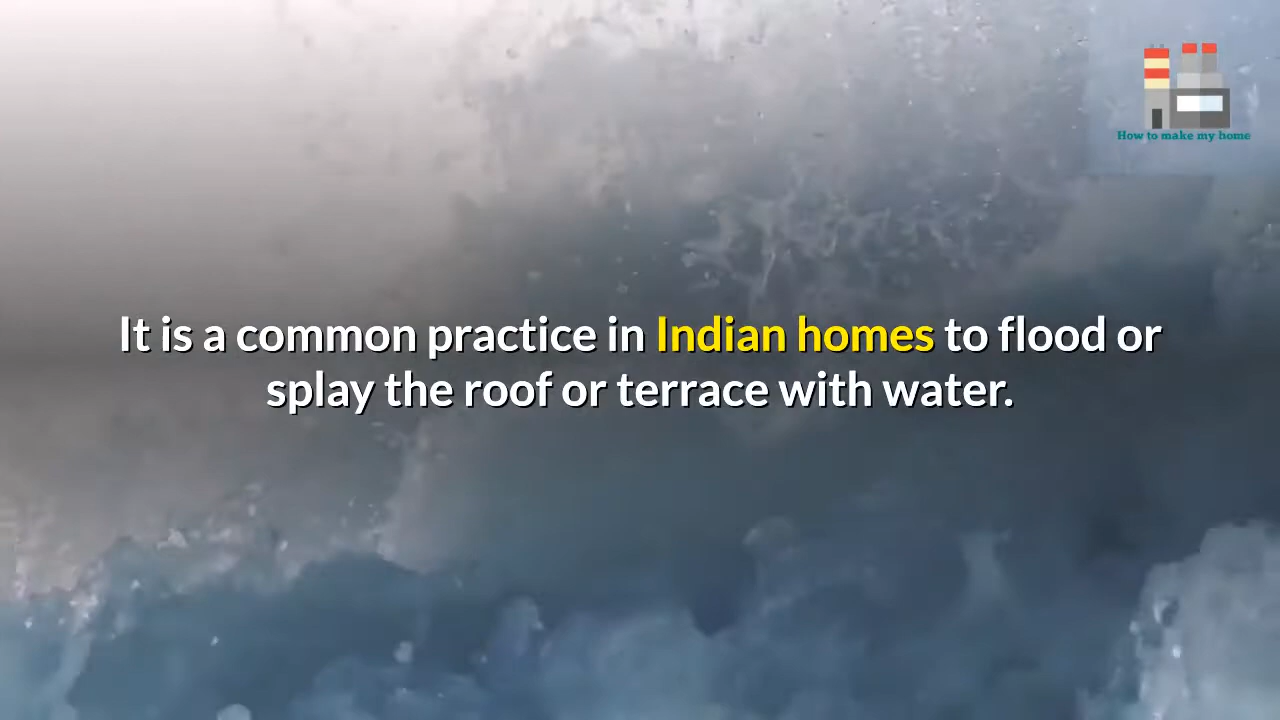 How to make my home
It is a common practice in Indian homes to flood or
splay the roof or terrace with water.